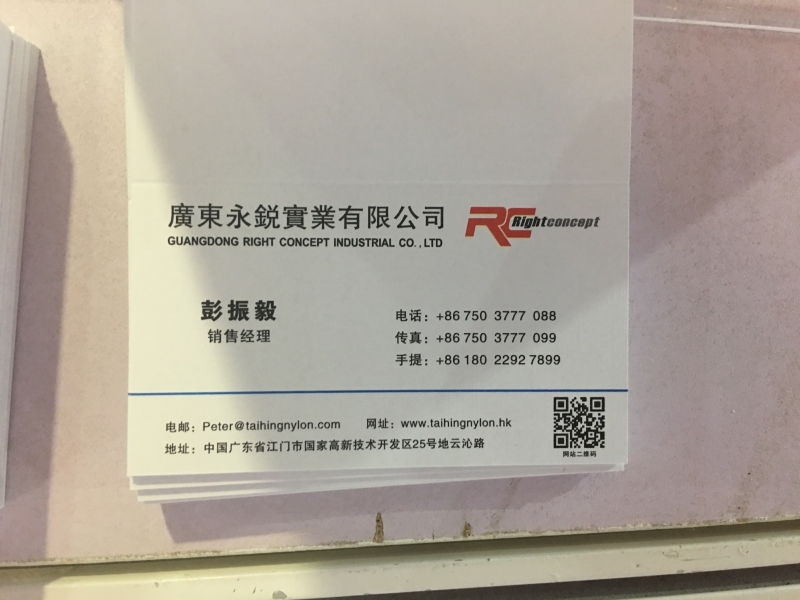 廣東永鋭實業有限公司
GUANGDONG RIGHT CONCEPT INDUSTRIAL CO., LTD
RC Rightconcept
彭振毅
销售经理
电话：+86 750 3777 088
传真：+86 750 3777 099
手提：+86 180 2292 7899
电邮：Peter@taihingnylon.com 网址：www.taihingnylon.hk
地址：中国广东省江门市国家高新技术开发区25号地云沁路
网站二维码